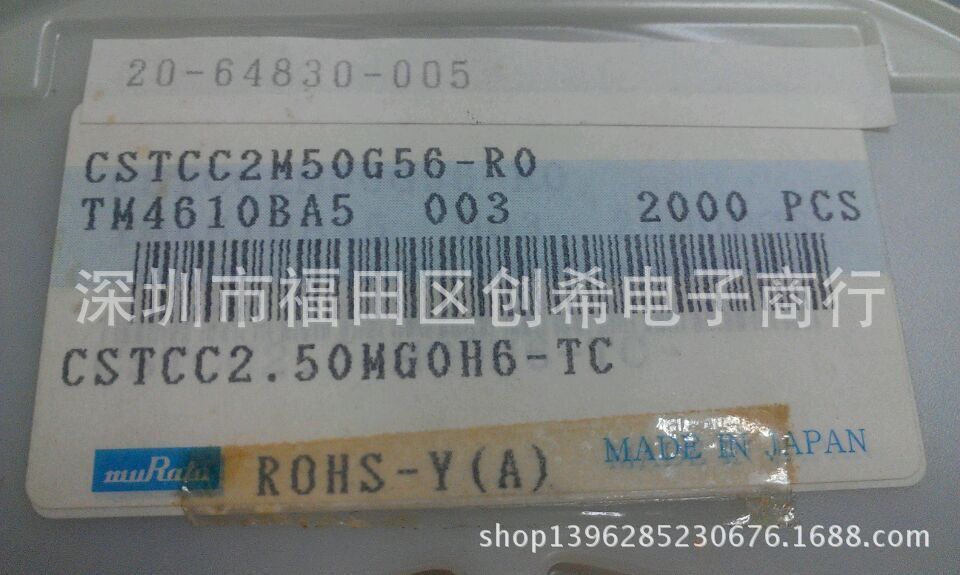 20-64830-005
CSTCC2M50G56-R0
TM4610BA5 003 2000 PCS
深圳市福田区创希电子商行
CSTCC2.50MG0H6-TC
muRata ROHS-Y(A) MADE IN JAPAN
shop1396285230676.1688.com